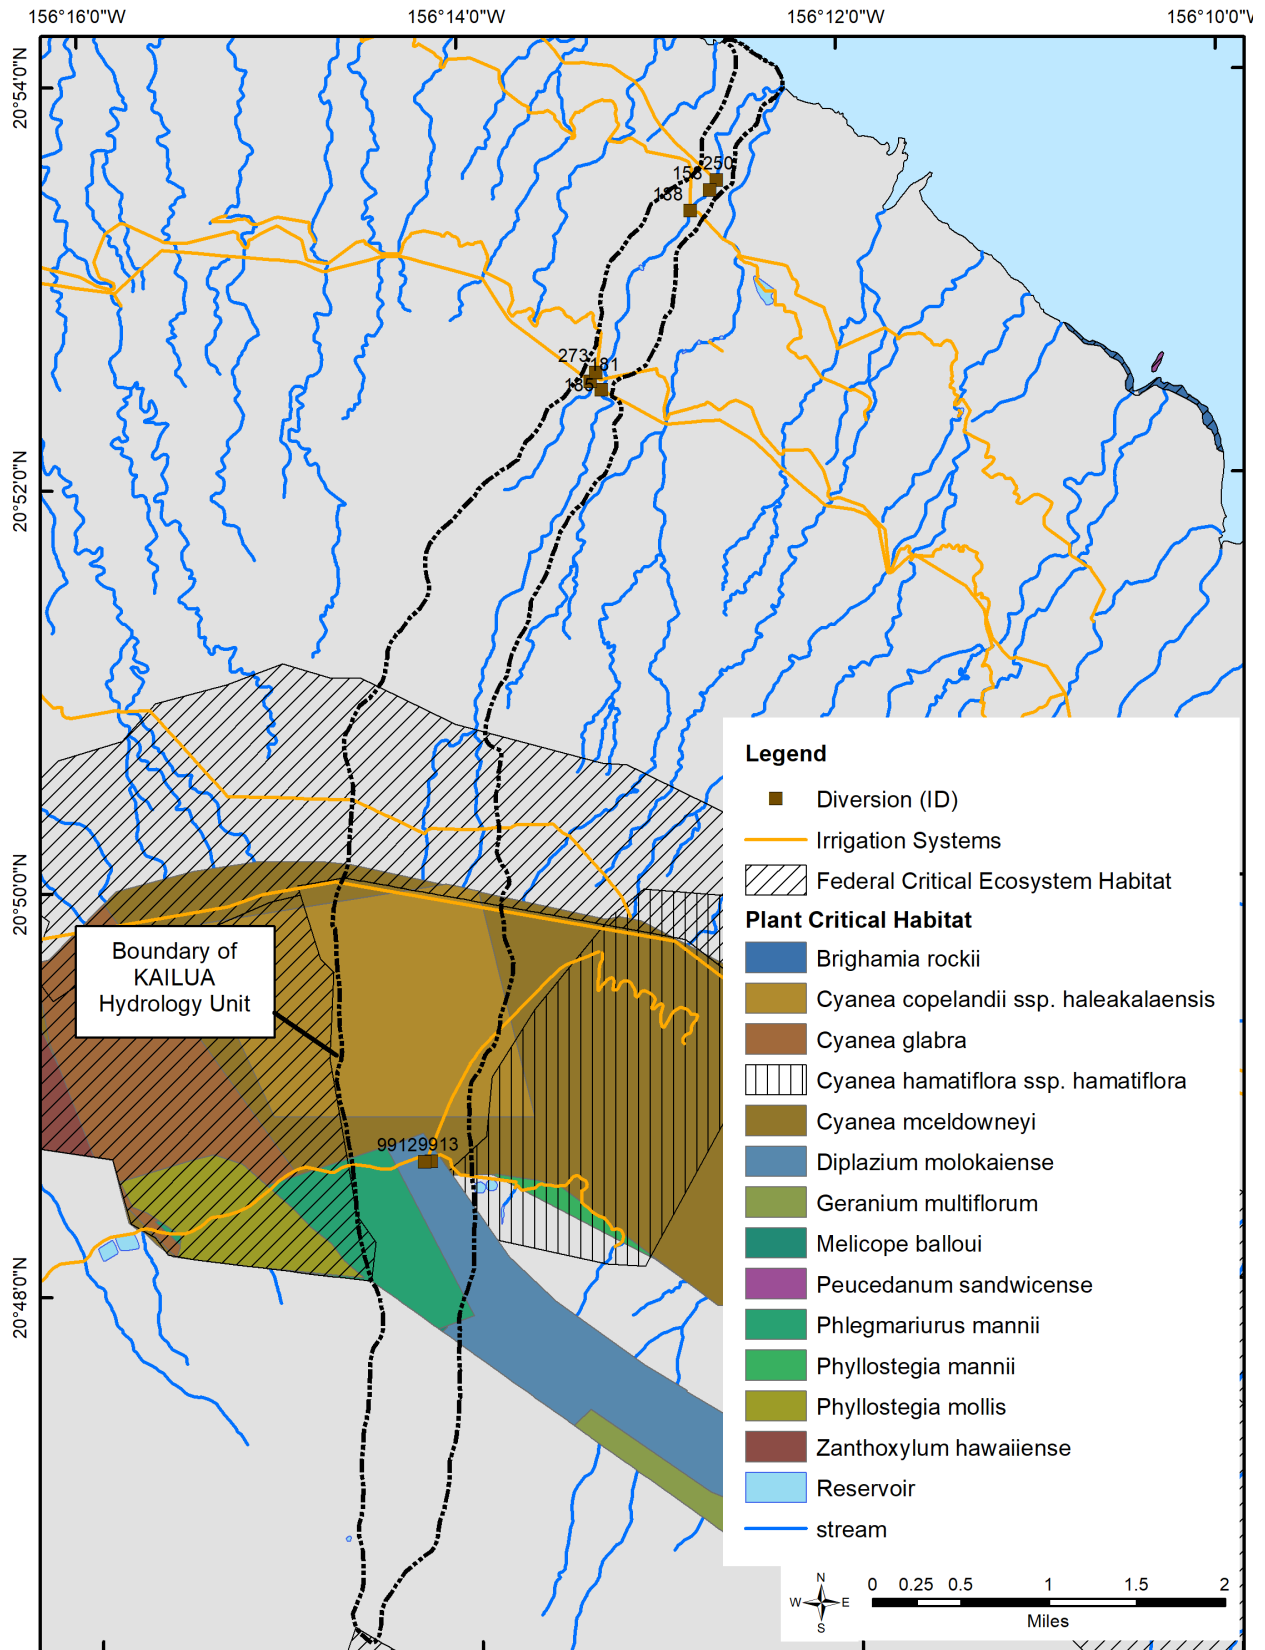 156°16'0"W
156°14'0"W
156°12'0"W
156°10'0"W
20°54'0"N
20°52'0"N
20°50'0"N
20°48'0"N
250
158
138
273
181
185
Boundary of
KAILUA
Hydrology Unit
99129913
Legend
Diversion (ID)
Irrigation Systems
Federal Critical Ecosystem Habitat
Plant Critical Habitat
Brighamia rockii
Cyanea copelandii ssp. haleakalaensis
Cyanea glabra
Cyanea hamatiflora ssp. hamatiflora
Cyanea mceldowneyi
Diplazium molokaiense
Geranium multiflorum
Melicope balloui
Peucedanum sandwicense
Phlegmariurus mannii
Phyllostegia mannii
Phyllostegia mollis
Zanthoxylum hawaiiense
Reservoir
stream
N
W E
S
0 0.25 0.5 1 1.5 2
Miles